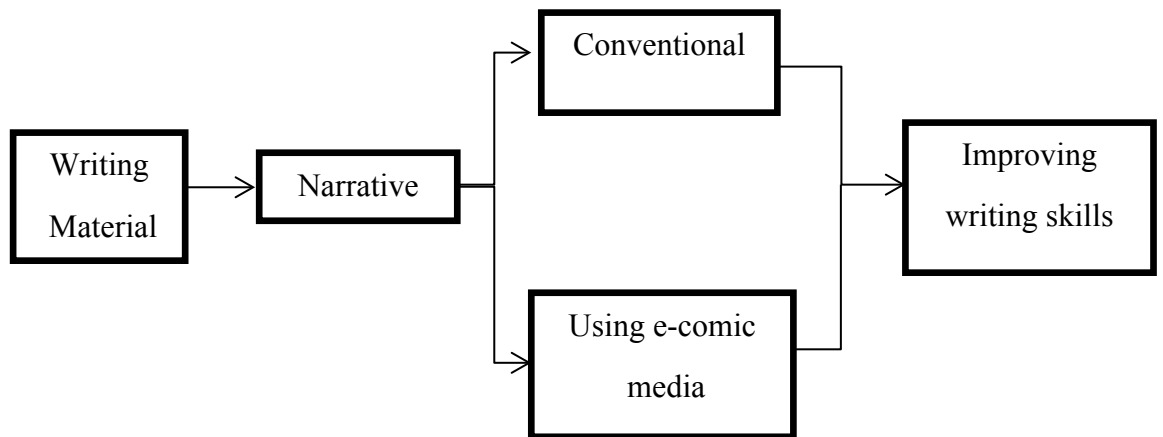 Writing
Material
Narrative
Conventional
Using e-comic
media
Improving
writing skills